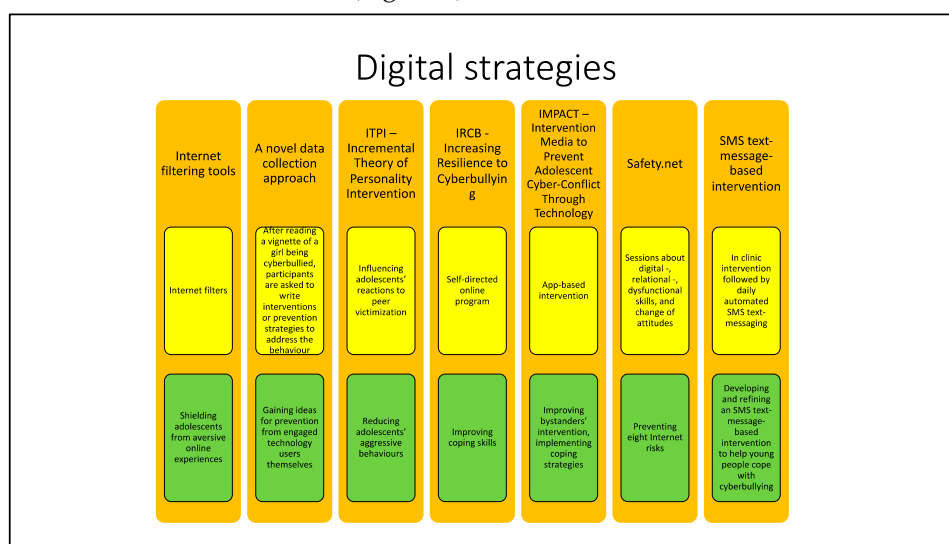 Digital strategies
Internet
filtering tools
A novel data
collection
approach
ITPI –
Incremental
Theory of
Personality
Intervention
IRCB -
Increasing
Resilience to
Cyberbullyin
g
IMPACT –
Intervention
Media to
Prevent
Adolescent
Cyber-Conflict
Through
Technology
Safety.net
SMS text-
message-
based
intervention
Internet filters
After reading
a vignette of a
girl being
cyberbullied,
participants
are asked to
write
interventions
or prevention
strategies to
address the
behaviour
Influencing
adolescents'
reactions to
peer
victimization
Self-directed
online
program
App-based
intervention
Sessions about
digital -,
relational -,
dysfunctional
skills, and
change of
attitudes
In clinic
intervention
followed by
daily
automated
SMS text-
messaging
Shielding
adolescents
from aversive
online
experiences
Gaining ideas
for prevention
from engaged
technology
users
themselves
Reducing
adolescents'
aggressive
behaviours
Improving
coping skills
Improving
bystanders'
intervention,
implementing
coping
strategies
Preventing
eight Internet
risks
Developing
and refining
an SMS text-
message-
based
intervention
to help young
people cope
with
cyberbullying